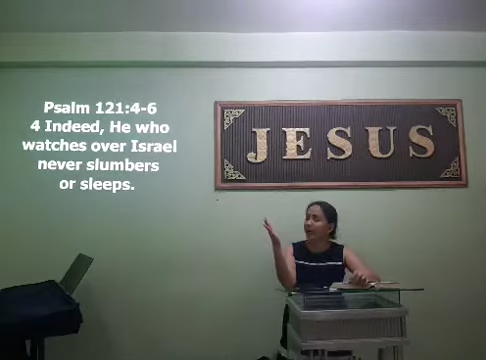 Psalm 121:4-6
4 Indeed, He who
watches over Israel
never slumbers
or sleeps.
JESUS